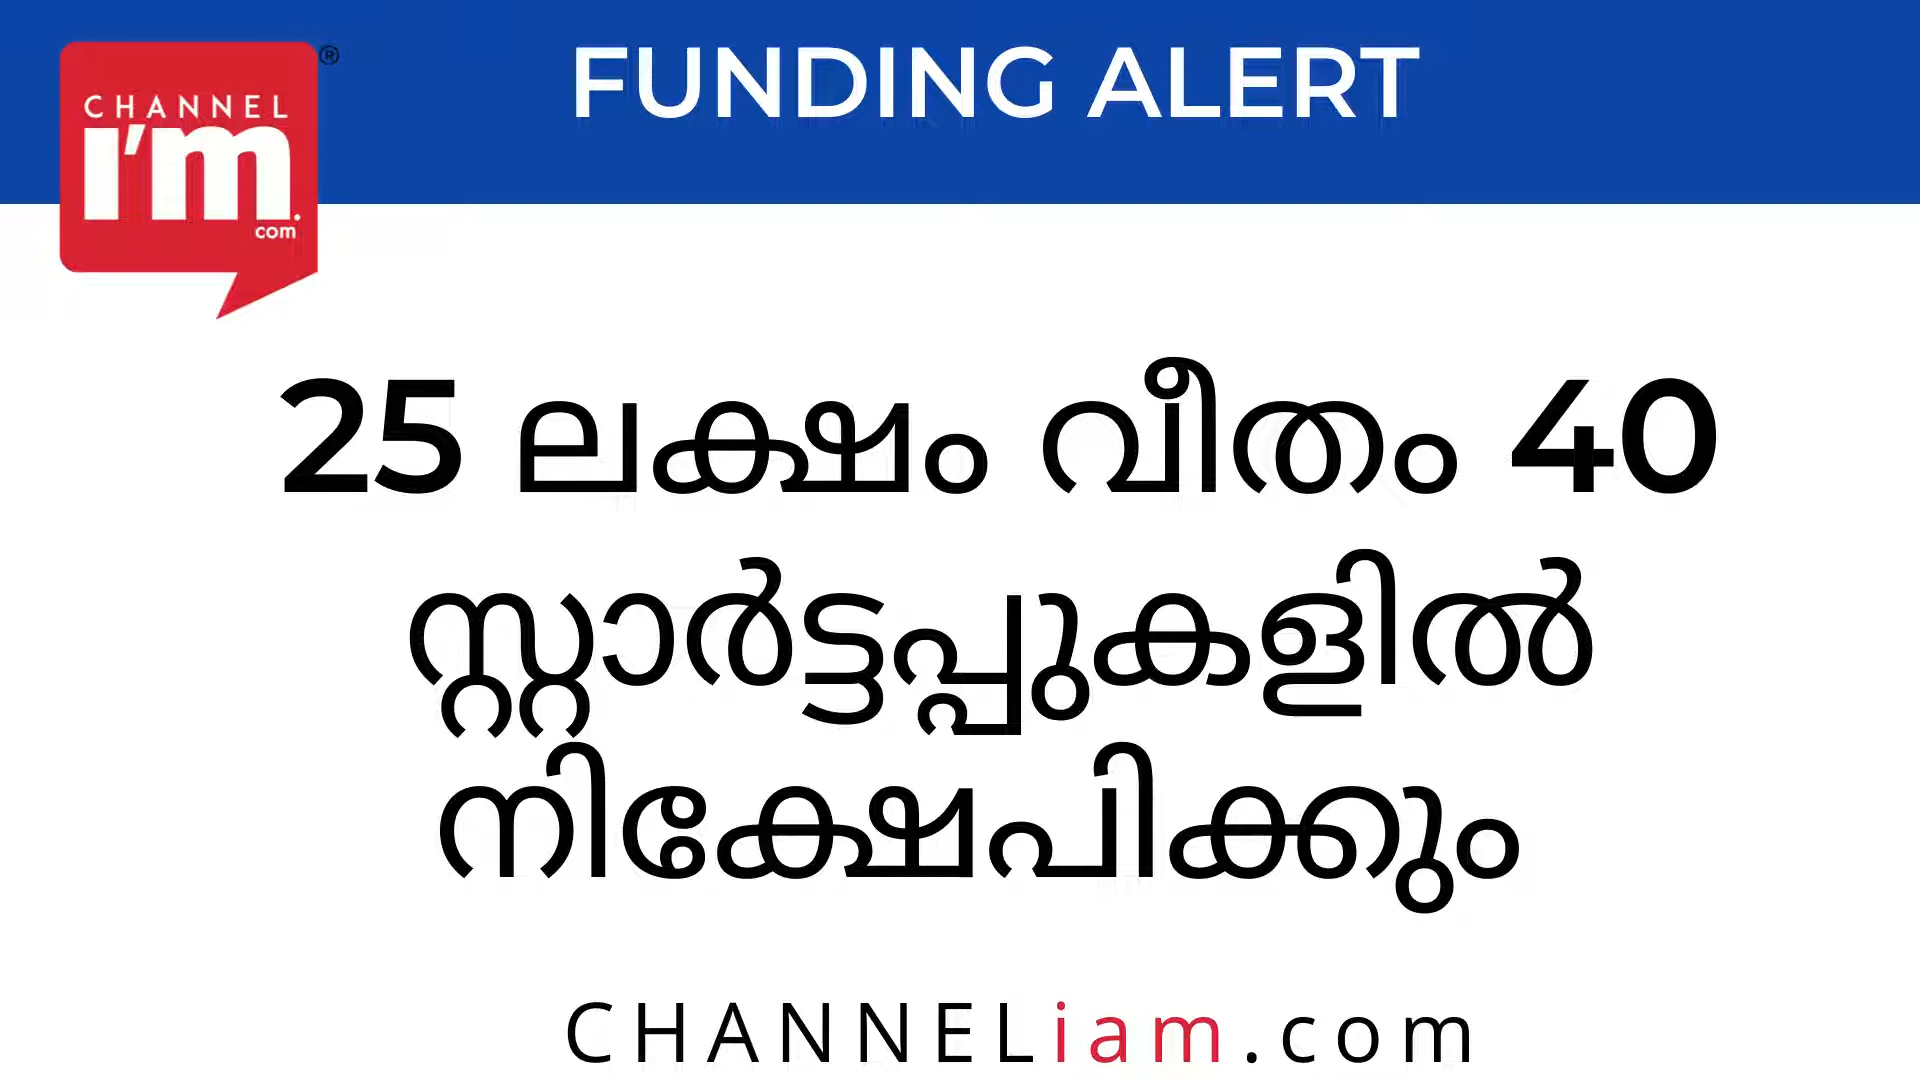 FUNDING ALERT
CHANNEL
i'm.
com
®
25 ലക്ഷം വീതം 40
സ്റ്റാർട്ടപ്പുകളിൽ
നിക്ഷേപിക്കും
CHANNELiam.com